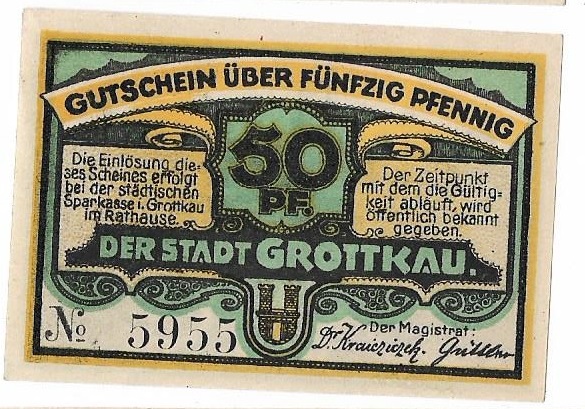 GUTSCHEIN ÜBER FÜNFZIG PFENNIG
50
PF.
Die Einlösung die-
ses Scheines erfolgt
bei der städtischen
Sparkasse i. Grottkau
im Rathause.
Der Zeitpunkt
mit dem die Gültig-
keit abläuft, wird
öffentlich bekannt
gegeben.
DER STADT GROTTKAU.
No 5955
Der Magistrat: